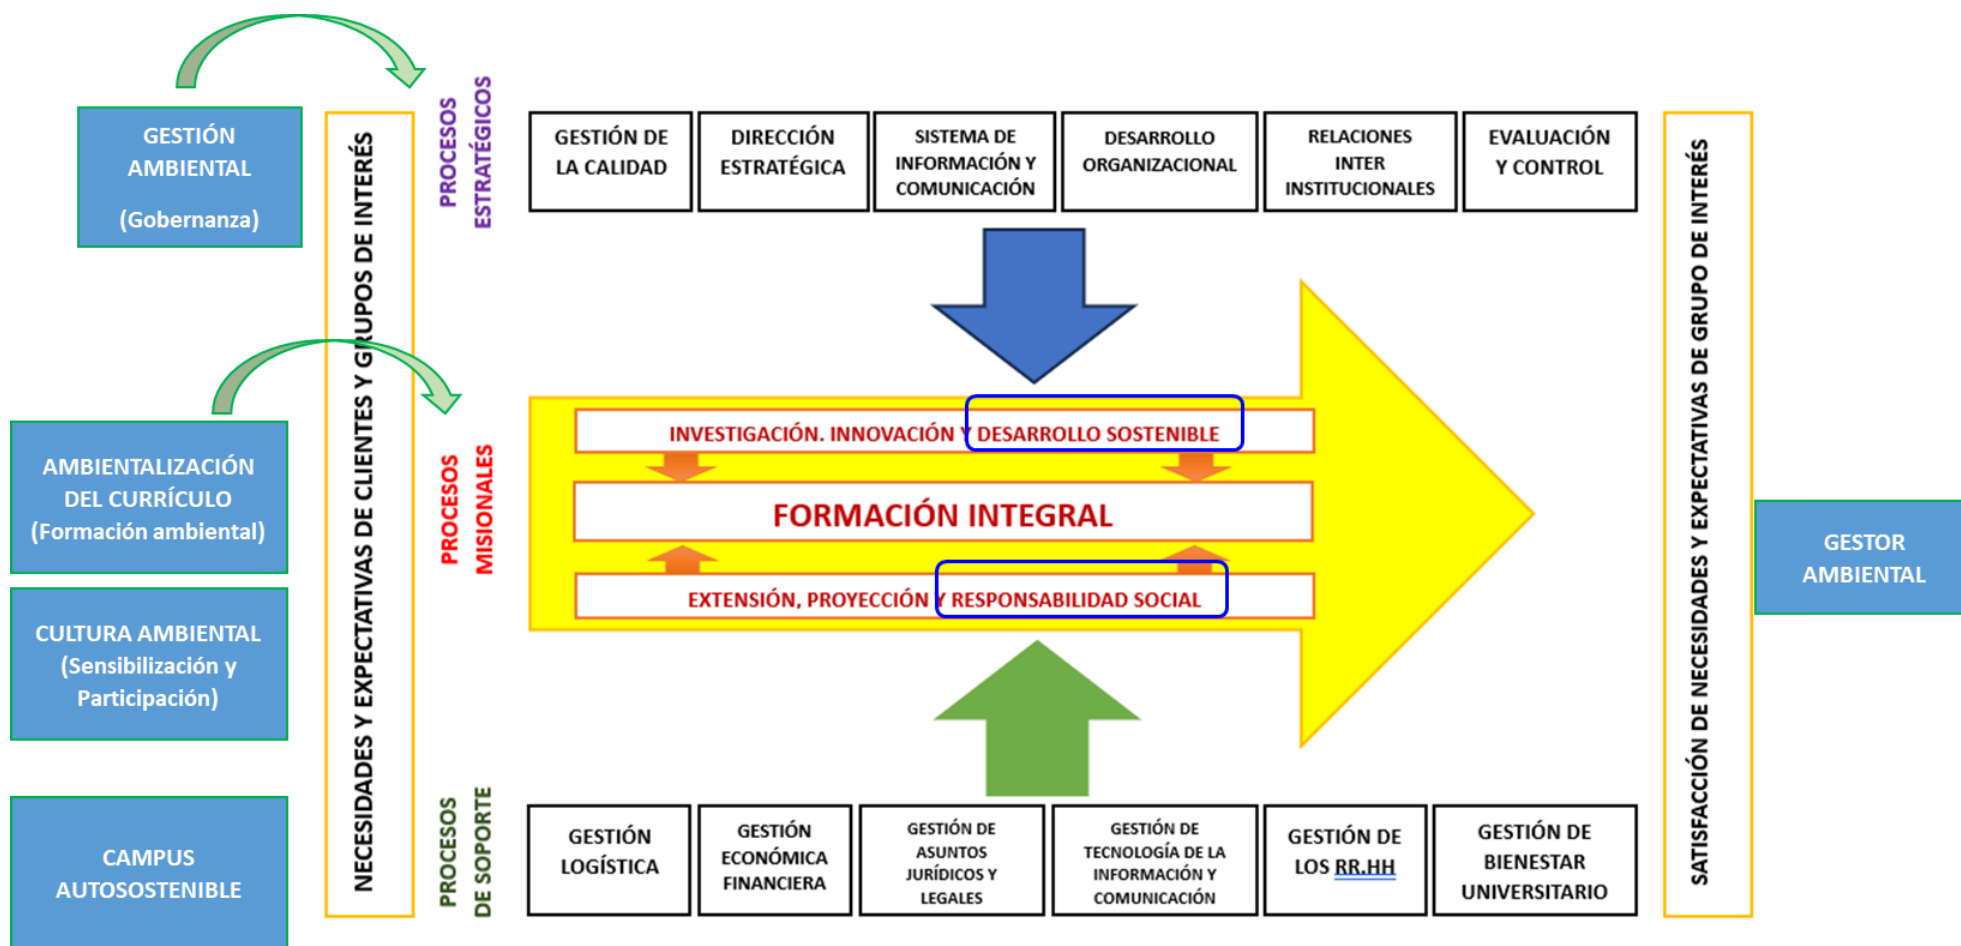 GESTIÓN
AMBIENTAL
(Gobernanza)
AMBIENTALIZACIÓN
DEL CURRÍCULO
(Formación ambiental)
CULTURA AMBIENTAL
(Sensibilización y
Participación)
CAMPUS
AUTOSOSTENIBLE
NECESIDADES Y EXPECTATIVAS DE CLIENTES Y GRUPOS DE INTERÉS
PROCESOS
ESTRATÉGICOS
GESTIÓN DE
LA CALIDAD
DIRECCIÓN
ESTRATÉGICA
SISTEMA DE
INFORMACIÓN Y
COMUNICACIÓN
DESARROLLO
ORGANIZACIONAL
RELACIONES
INTER
INSTITUCIONALES
EVALUACIÓN
Y CONTROL
PROCESOS
MISIONALES
INVESTIGACIÓN. INNOVACIÓN Y DESARROLLO SOSTENIBLE
FORMACIÓN INTEGRAL
EXTENSIÓN, PROYECCIÓN Y RESPONSABILIDAD SOCIAL
PROCESOS
DE SOPORTE
GESTIÓN
LOGÍSTICA
GESTIÓN
ECONÓMICA
FINANCIERA
GESTIÓN DE
ASUNTOS
JURÍDICOS Y
LEGALES
GESTIÓN DE
TECNOLOGÍA DE LA
INFORMACIÓN Y
COMUNICACIÓN
GESTIÓN DE
LOS RR.HH
GESTIÓN DE
BIENESTAR
UNIVERSITARIO
SATISFACCIÓN DE NECESIDADES Y EXPECTATIVAS DE GRUPO DE INTERÉS
GESTOR
AMBIENTAL